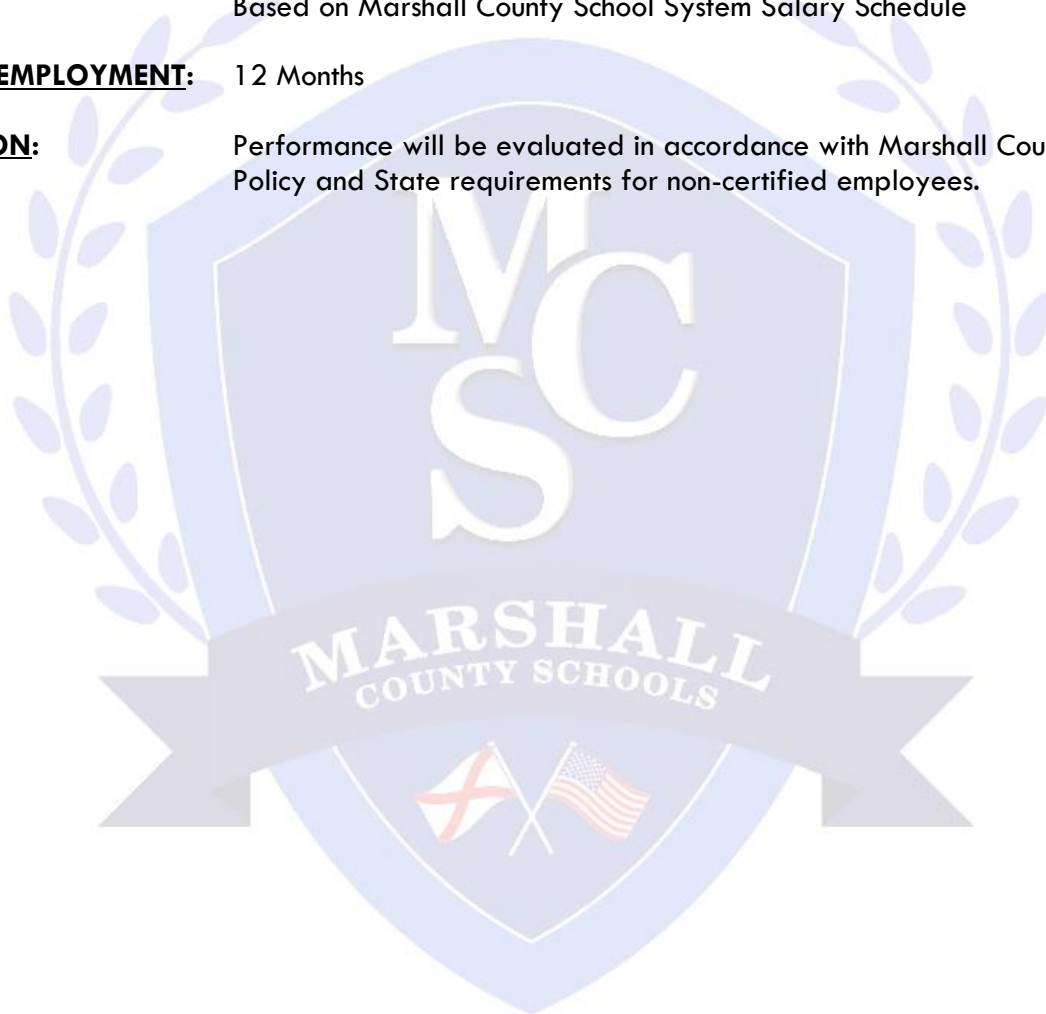 Based on Marshall County School System Salary Schedule
EMPLOYMENT: 12 Months
ON: Performance will be evaluated in accordance with Marshall Cou
Policy and State requirements for non-certified employees.
MCS
MARSHALL
COUNTY SCHOOLS